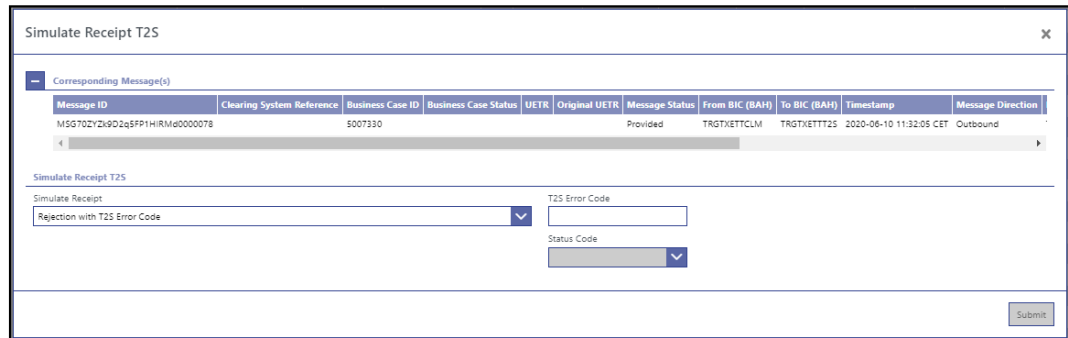 Simulate Receipt T2S
Corresponding Message(s)
Message ID Clearing System Reference Business Case ID Business Case Status UETR Original UETR Message Status From BIC (BAH) To BIC (BAH) Timestamp Message Direction
MSG70ZYZk9D2q5FP1HIRMd0000078 5007330 Provided TRGTXETTCLM TRGTXETTT2S 2020-06-10 11:32:05 CET Outbound
Simulate Receipt T2S
Simulate Receipt T2S Error Code
Rejection with T2S Error Code
Status Code
Submit